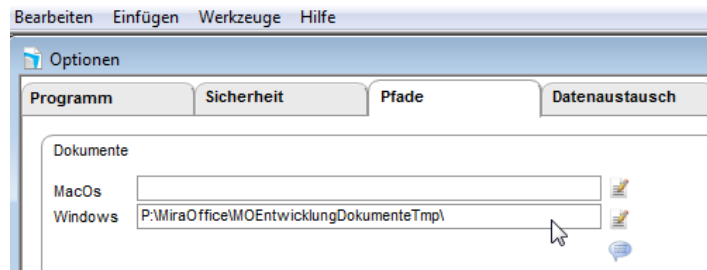 Bearbeiten Einfügen Werkzeuge Hilfe
Optionen
Programm Sicherheit Pfade Datenaustausch
Dokumente
MacOs
Windows P:\MiraOffice\MOEntwicklungDokumenteTmp\